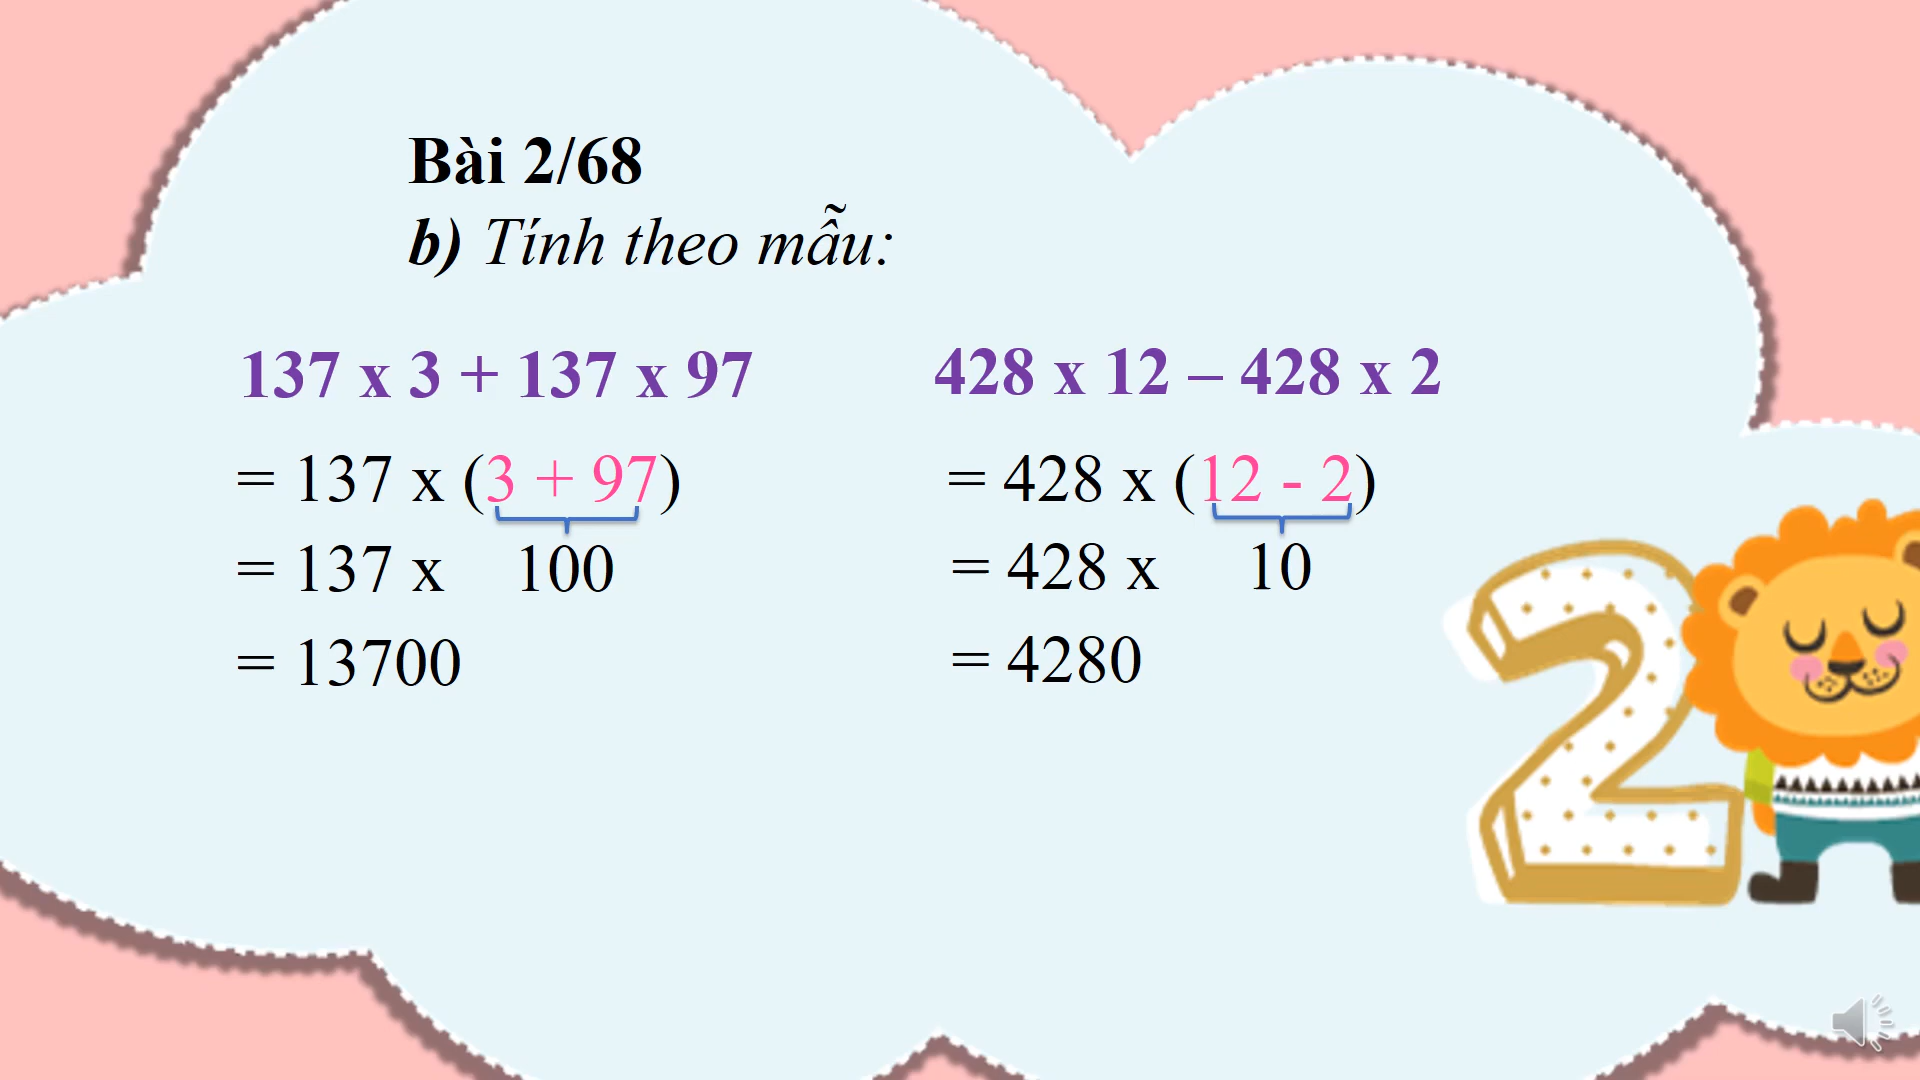 Bài 2/68
b) Tính theo mẫu:
137 x 3 + 137 x 97
= 137 x (3 + 97)
= 137 x 100
= 13700
428 x 12 – 428 x 2
= 428 x (12 - 2)
= 428 x 10
= 4280
2